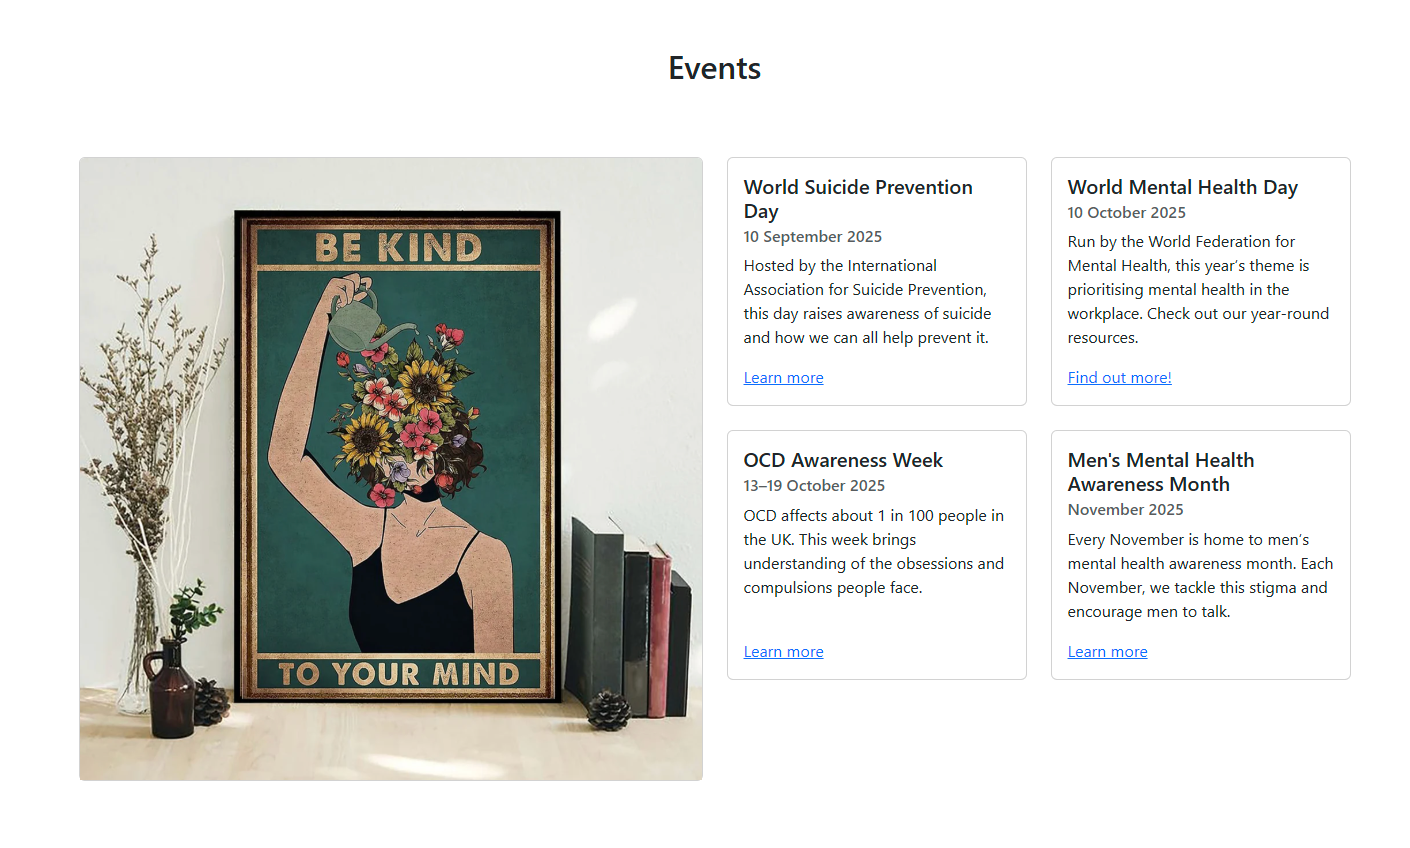 Events
BE KIND
TO YOUR MIND
World Suicide Prevention
Day
10 September 2025
Hosted by the International
Association for Suicide Prevention,
this day raises awareness of suicide
and how we can all help prevent it.
Learn more
World Mental Health Day
10 October 2025
Run by the World Federation for
Mental Health, this year’s theme is
prioritising mental health in the
workplace. Check out our year-round
resources.
Find out more!
OCD Awareness Week
13–19 October 2025
OCD affects about 1 in 100 people in
the UK. This week brings
understanding of the obsessions and
compulsions people face.
Learn more
Men's Mental Health
Awareness Month
November 2025
Every November is home to men’s
mental health awareness month. Each
November, we tackle this stigma and
encourage men to talk.
Learn more